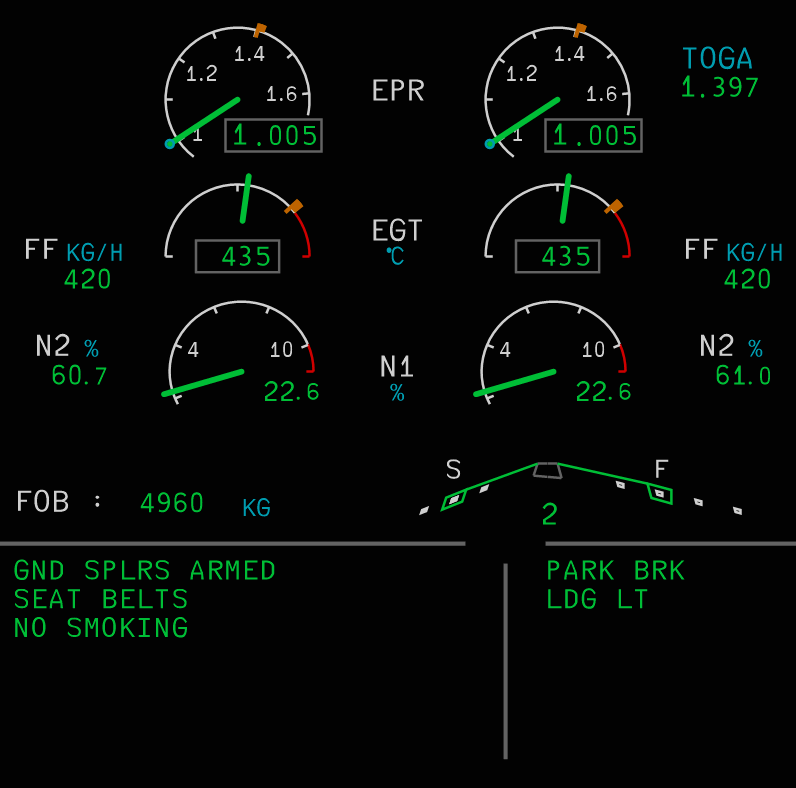 1.4 1.4 TOGA
1.2 1.6 EPR 1.2 1.6 1.397
1 1.005 1 1.005
EGT
°C
FF KG/H 435 435 FF KG/H
420 420
N2 % 4 10 N1 4 10 N2 %
60.7 22.6 % 22.6 61.0
S F
FOB : 4960 KG 2
GND SPLRS ARMED PARK BRK
SEAT BELTS LDG LT
NO SMOKING